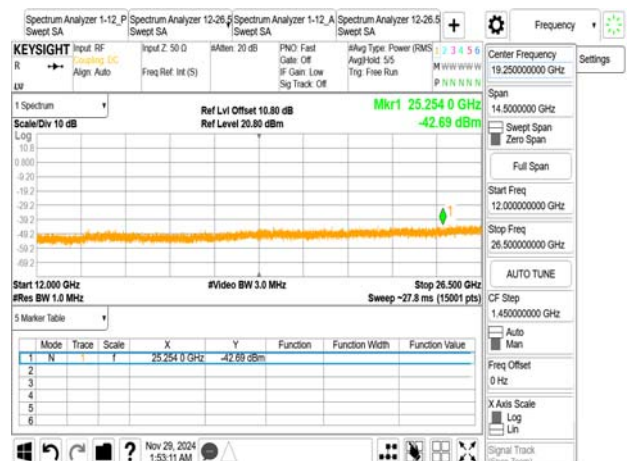 Spectrum Analyzer 1-12_P Spectrum Analyzer 12-26.5 Spectrum Analyzer 1-12_A Spectrum Analyzer 12-26.5
Swept SA Swept SA Swept SA Swept SA
+
Frequency
Settings
KEYSIGHT Input: RF Input Z: 50 Ω #Atten: 20 dB PNO: Fast #Avg Type: Power (RMS 1 2 3 4 5 6
R Coupling: DC Gate: Off Avg|Hold: 5/5 M W W W W W
Align: Auto Freq Ref: Int (S) IF Gain: Low Trig: Free Run
Sig Track: Off P N N N N N
1 Spectrum Ref Lvl Offset 10.80 dB Mkr1 25.254 0 GHz
Scale/Div 10 dB Ref Level 20.80 dBm -42.69 dBm
Log
10.8
0.800
-9.20
-19.2
-29.2
-39.2
-49.2
-59.2
-69.2
1
Start 12.000 GHz #Video BW 3.0 MHz Stop 26.500 GHz
#Res BW 1.0 MHz Sweep ~27.8 ms (15001 pts)
5 Marker Table
Mode Trace Scale X Y Function Function Width Function Value
1 N 1 f 25.254 0 GHz -42.69 dBm
2
3
4
5
6
Center Frequency
19.250000000 GHz
Span
14.5000000 GHz
Swept Span
Zero Span
Full Span
Start Freq
12.000000000 GHz
Stop Freq
26.500000000 GHz
AUTO TUNE
CF Step
1.450000000 GHz
Auto
Man
Freq Offset
0 Hz
X Axis Scale
Log
Lin
Signal Track
?
Nov 29, 2024
1:53:11 AM